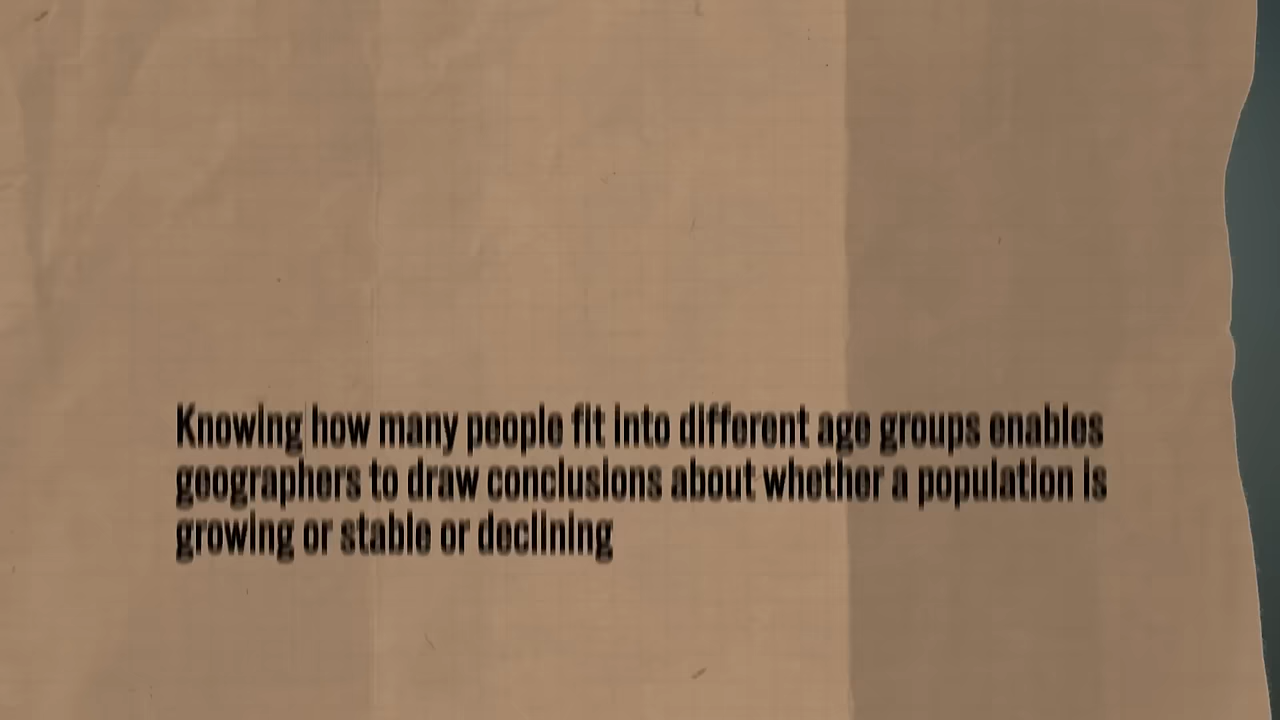 Knowing how many people fit into different age groups enables
geographers to draw conclusions about whether a population is
growing or stable or declining